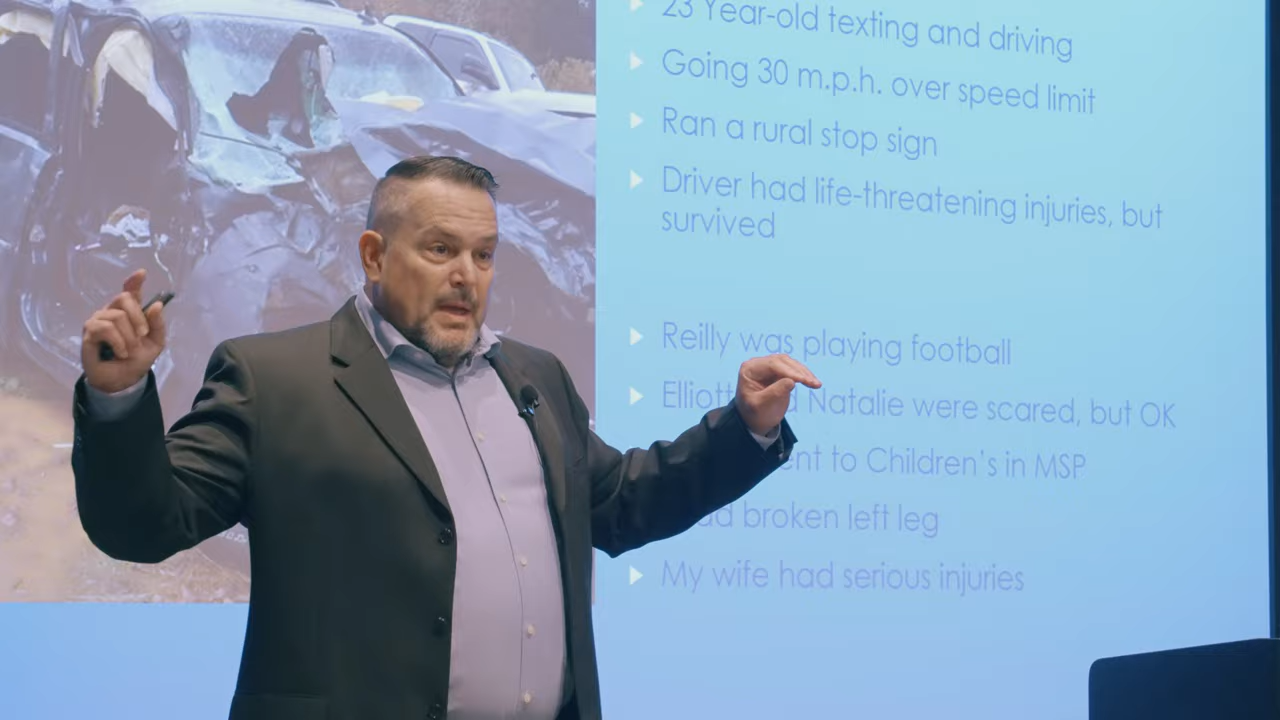 23 Year-old texting and driving
Going 30 m.p.h. over speed limit
Ran a rural stop sign
Driver had life-threatening injuries, but
survived
Reilly was playing football
Elliott Natalie were scared, but OK
to Children's in MSP
broken left leg
My wife had serious injuries